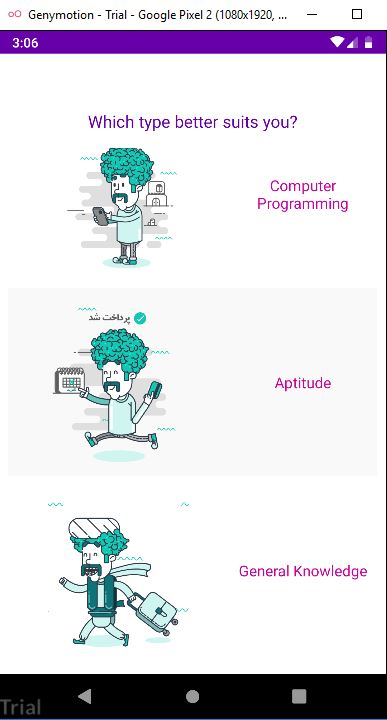 Genymotion - Trial - Google Pixel 2 (1080x1920, ...
3:06
Which type better suits you?
Computer
Programming
پرداخت شد
Aptitude
General Knowledge
Trial